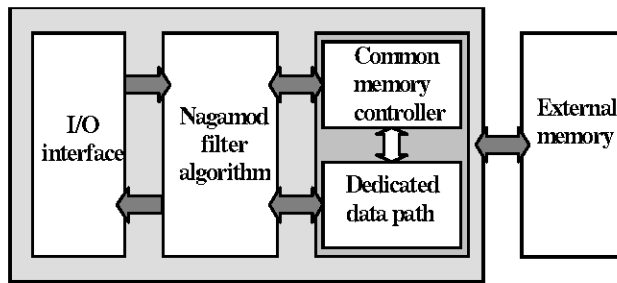 I/O
interface
Nagamod
filter
algorithm
Common
memory
controller
Dedicated
data path
External
memory